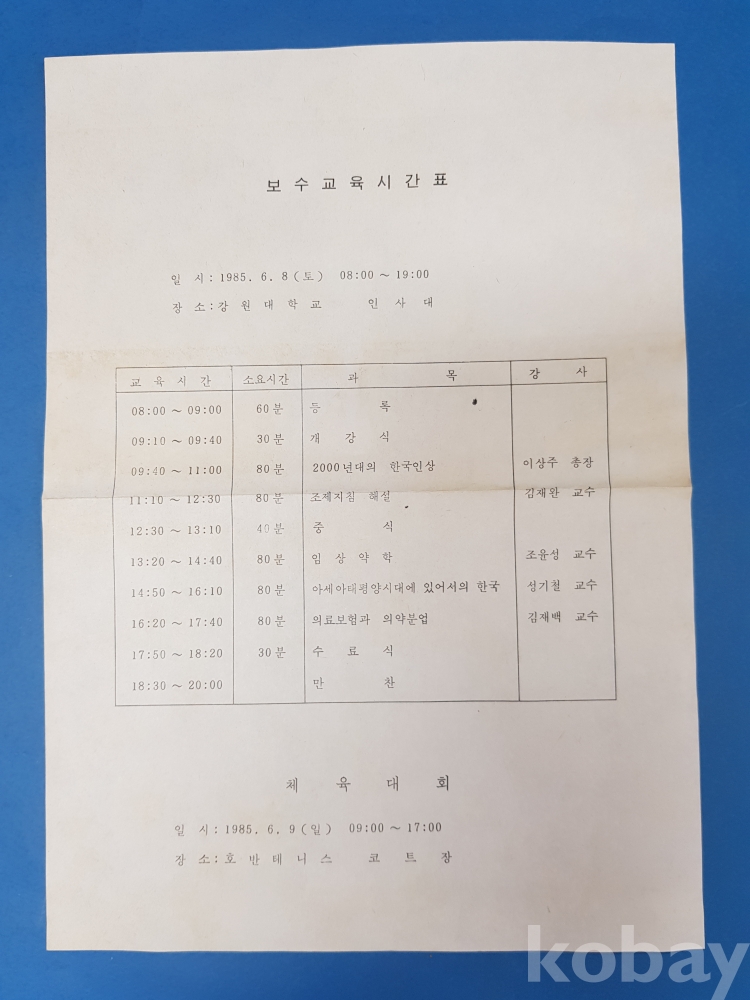 보수교육시간표
일 시 : 1985. 6. 8 (토) 08:00 ~ 19:00
장 소 : 강 원 대 학 교 인 사 대
교 육 시 간 소요시간 과 목 강 사
08:00 ~ 09:00 60분 등 록
09:10 ~ 09:40 30분 개 강 식
09:40 ~ 11:00 80분 2000년대의 한국인상 이상주 총장
11:10 ~ 12:30 80분 조제지침 해설 김재완 교수
12:30 ~ 13:10 40분 중 식
13:20 ~ 14:40 80분 임 상 약 학 조윤성 교수
14:50 ~ 16:10 80분 아세아태평양시대에 있어서의 한국 성기철 교수
16:20 ~ 17:40 80분 의료보험과 의약분업 김재백 교수
17:50 ~ 18:20 30분 수 료 식
18:30 ~ 20:00 만 찬
체 육 대 회
일 시 : 1985. 6. 9 (일) 09:00 ~ 17:00
장 소 : 호 반 테 니 스 코 트 장
kobay